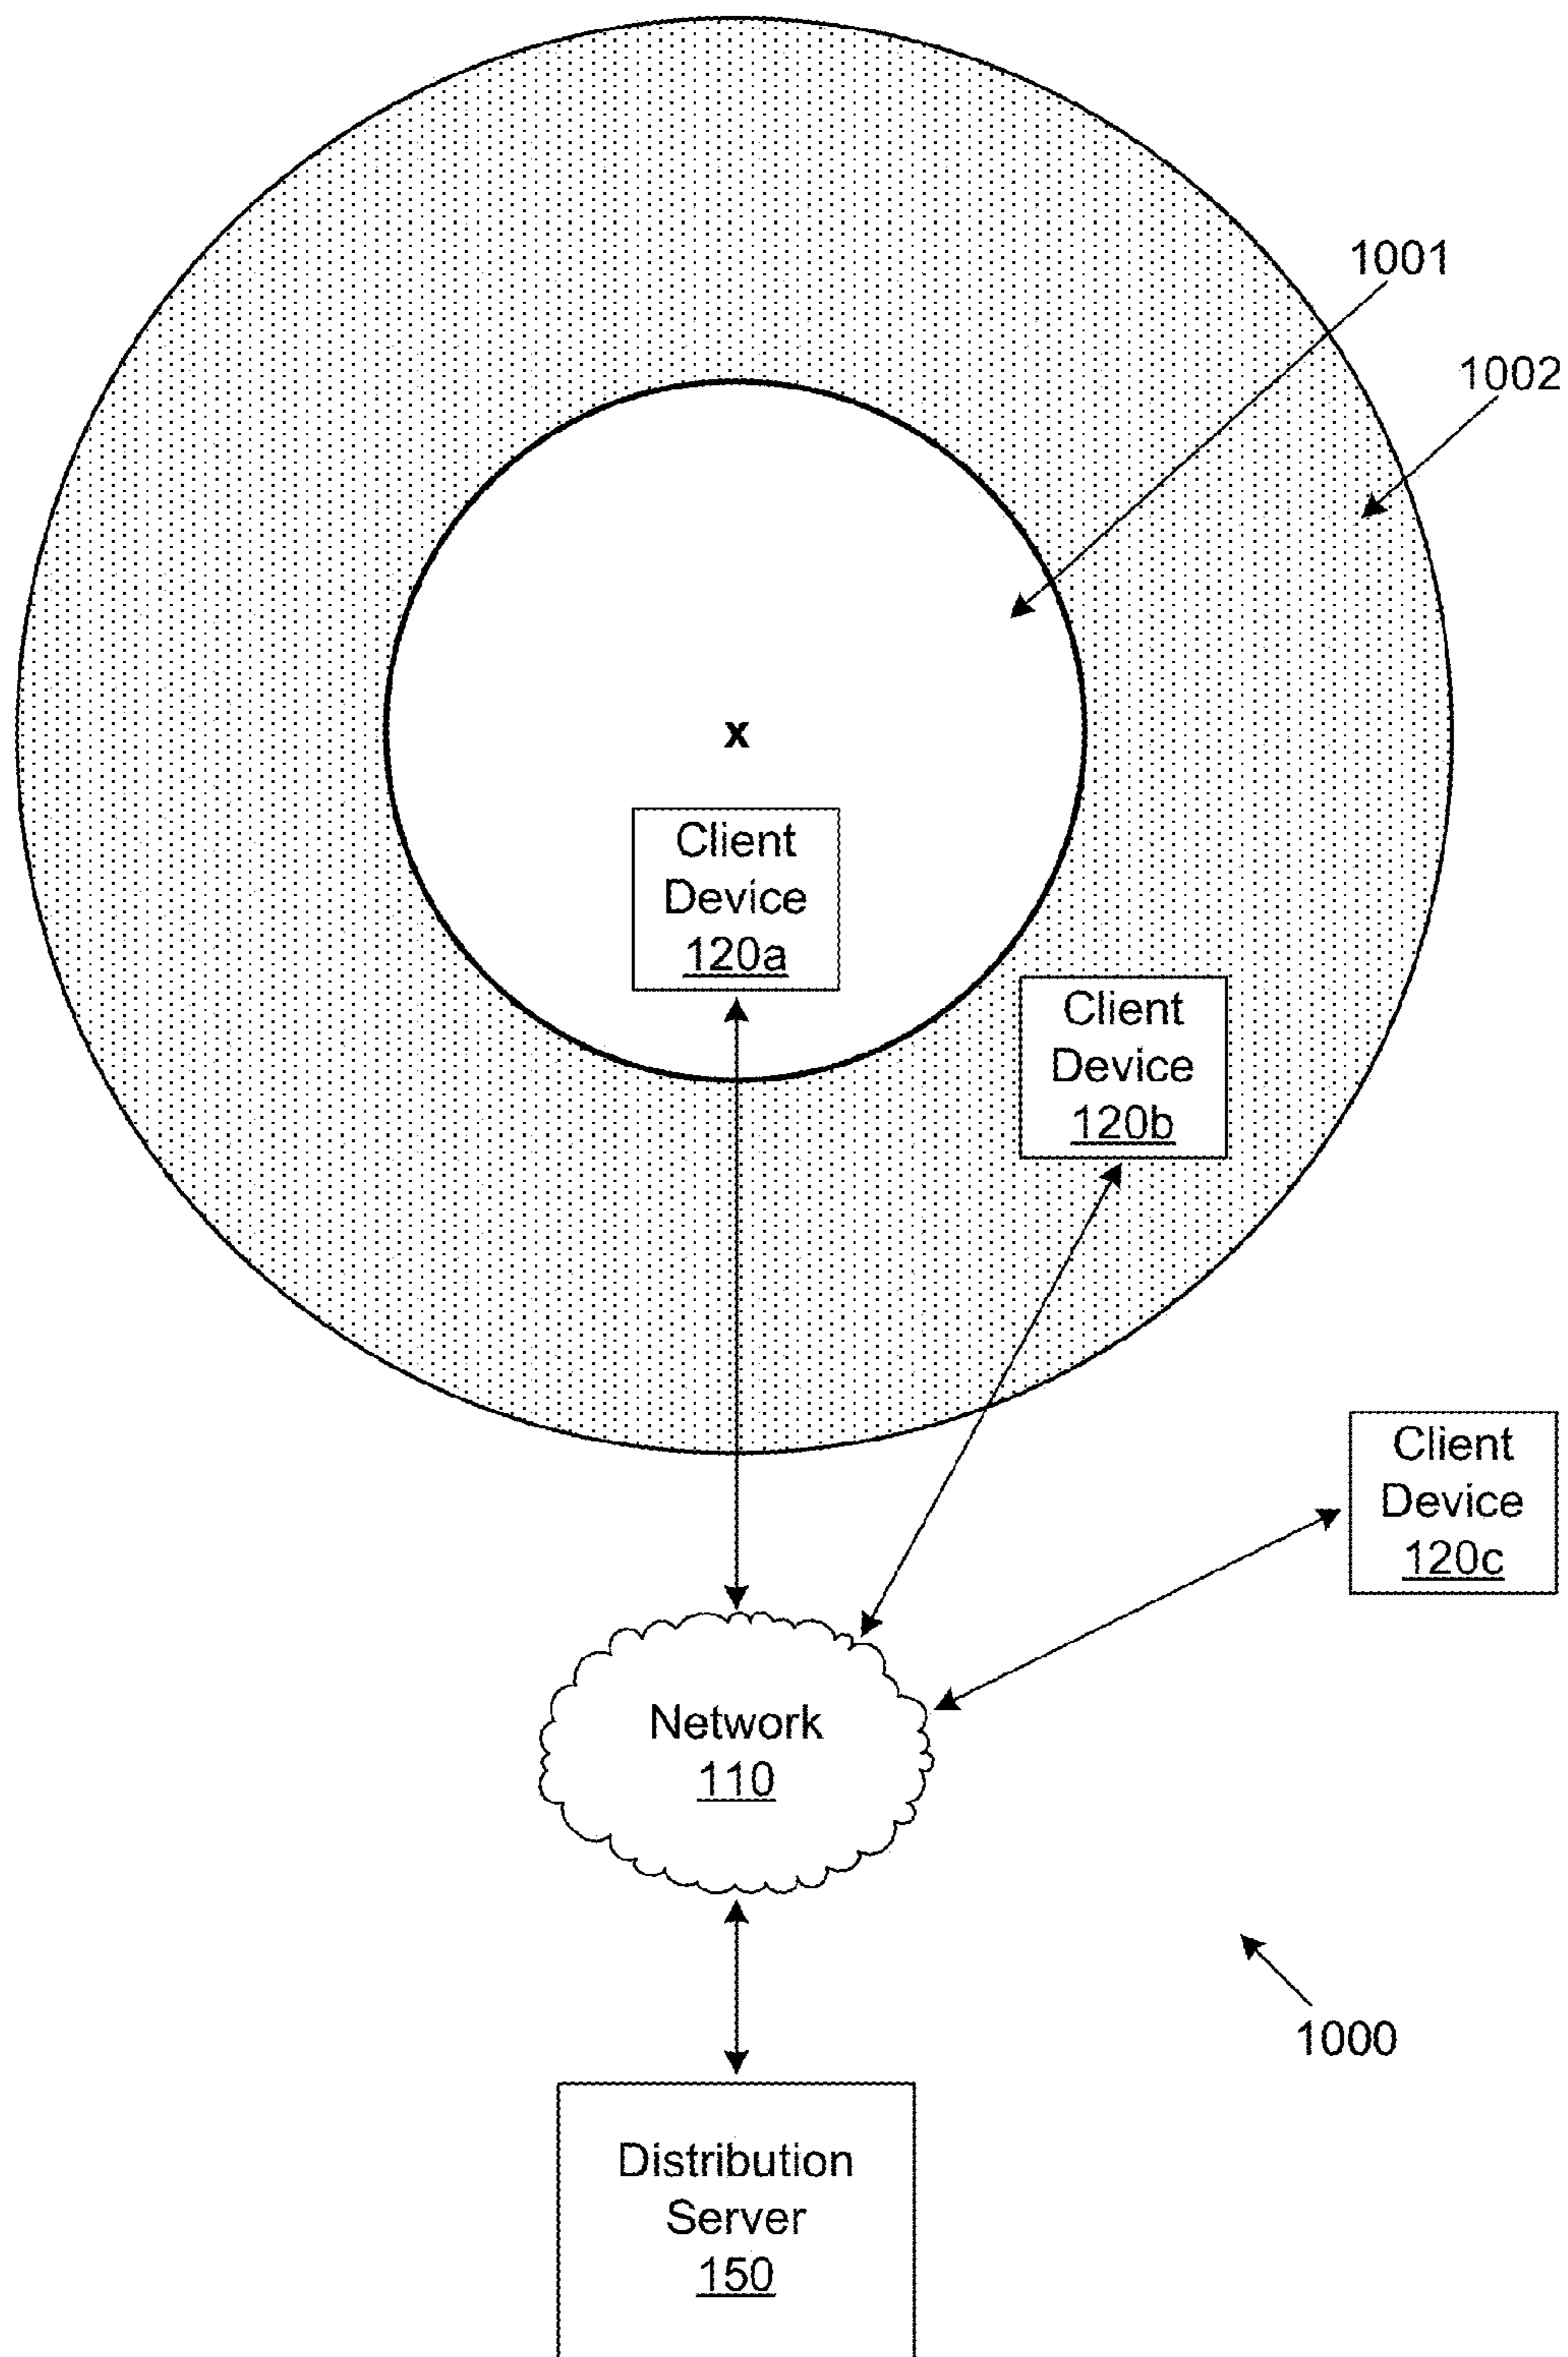 1001
1002
x
Client
Device
120a
Client
Device
120b
Client
Device
120c
Network
110
1000
Distribution
Server
150